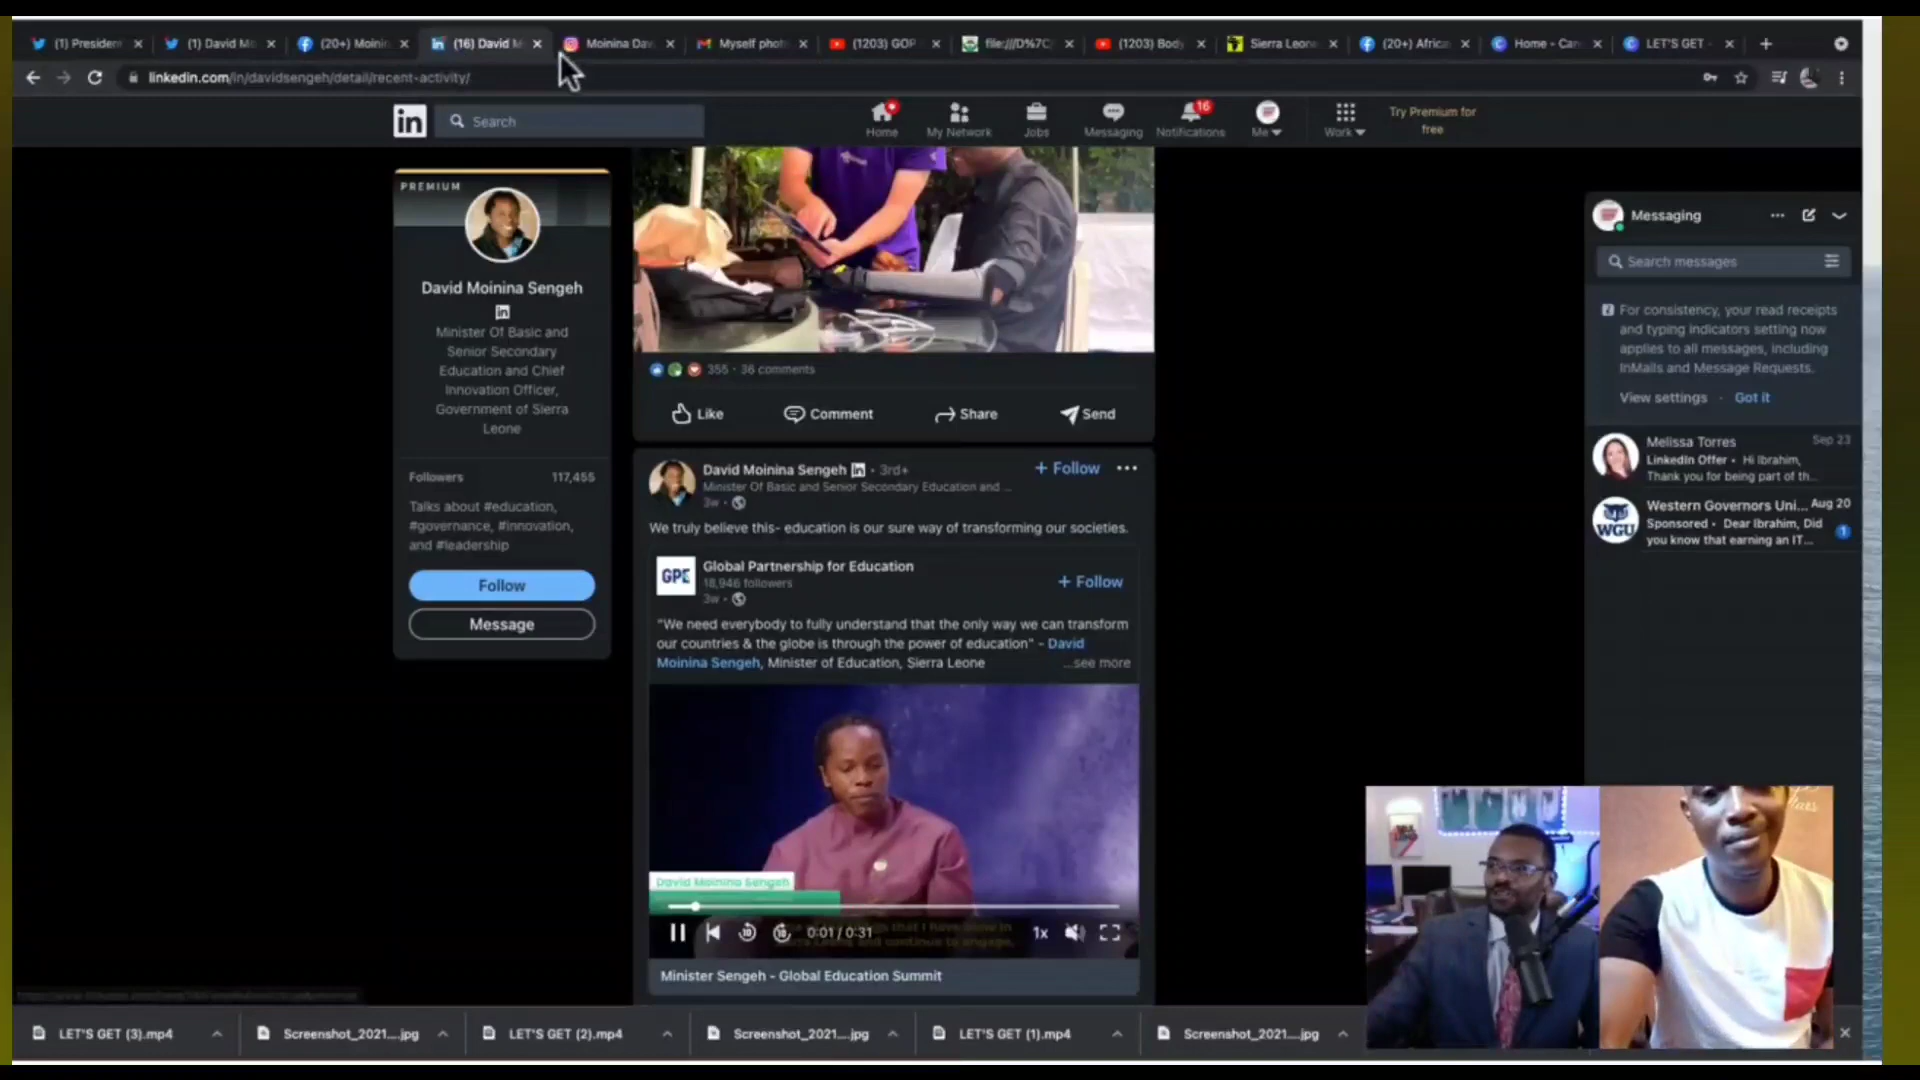 (1) Presiden
(1) David Mo
(20+) Moinin
(16) David M
Moinina Dav
Myself phot
(1203) GOP
file:///D%7C
(1203) Body
Sierra Leone
(20+) Africa
Home - Can
LET'S GET -
linkedin.com/in/davidsengeh/detail/recent-activity/
in
Search
Home
My Network
Jobs
Messaging
16
Notifications
Me
Work
Try Premium for
free
PREMIUM
David Moinina Sengeh
in
Minister Of Basic and
Senior Secondary
Education and Chief
Innovation Officer,
Government of Sierra
Leone
Followers 117,455
Talks about #education,
#governance, #innovation,
and #leadership
Follow
Message
355 · 36 comments
Like
Comment
Share
Send
David Moinina Sengeh in · 3rd+
+ Follow
Minister Of Basic and Senior Secondary Education and ...
3w ·
We truly believe this- education is our sure way of transforming our societies.
GPE
Global Partnership for Education
18,946 followers
+ Follow
3w ·
"We need everybody to fully understand that the only way we can transform
our countries & the globe is through the power of education" - David
Moinina Sengeh, Minister of Education, Sierra Leone
...see more
David Moinina Sengeh
0:01 / 0:31
1x
Minister Sengeh - Global Education Summit
Messaging
Search messages
For consistency, your read receipts
and typing indicators setting now
applies to all messages, including
InMails and Message Requests.
View settings · Got it
Melissa Torres Sep 23
LinkedIn Offer · Hi Ibrahim,
Thank you for being part of th...
Western Governors Uni... Aug 20
WGU
Sponsored · Dear Ibrahim, Did
you know that earning an IT...
1
LET'S GET (3).mp4
Screenshot_2021....jpg
LET'S GET (2).mp4
Screenshot_2021....jpg
LET'S GET (1).mp4
Screenshot_2021....jpg